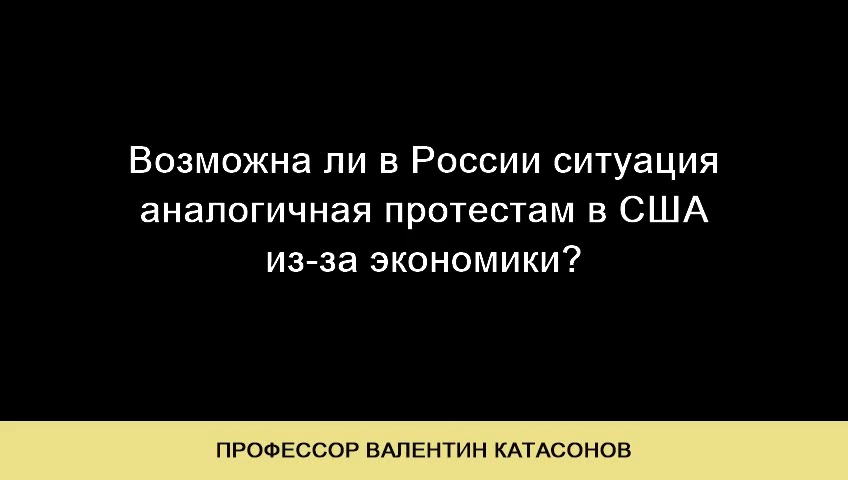 Возможна ли в России ситуация
аналогичная протестам в США
из-за экономики?
ПРОФЕССОР ВАЛЕНТИН КАТАСОНОВ